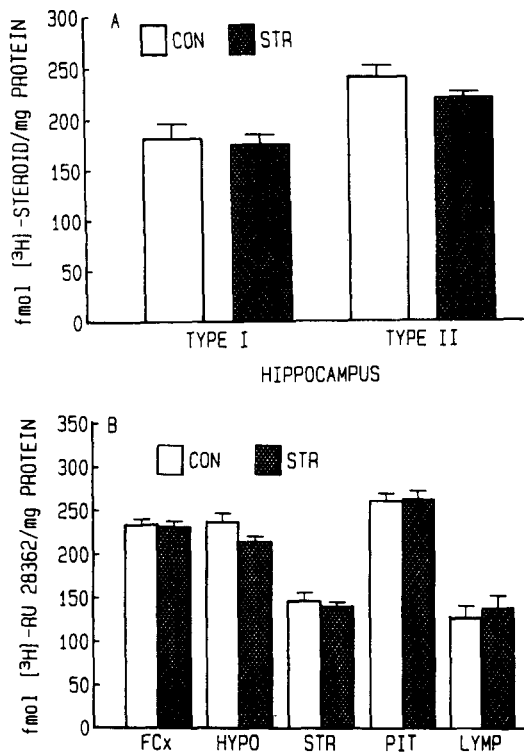 A
CON STR
fmol [³H]-STEROID/mg PROTEIN
300
250
200
150
100
50
0
TYPE I TYPE II
HIPPOCAMPUS
B
CON STR
fmol [³H]-RU 28362/mg PROTEIN
350
300
250
200
150
100
50
0
FCx HYPO STR PIT LYMP